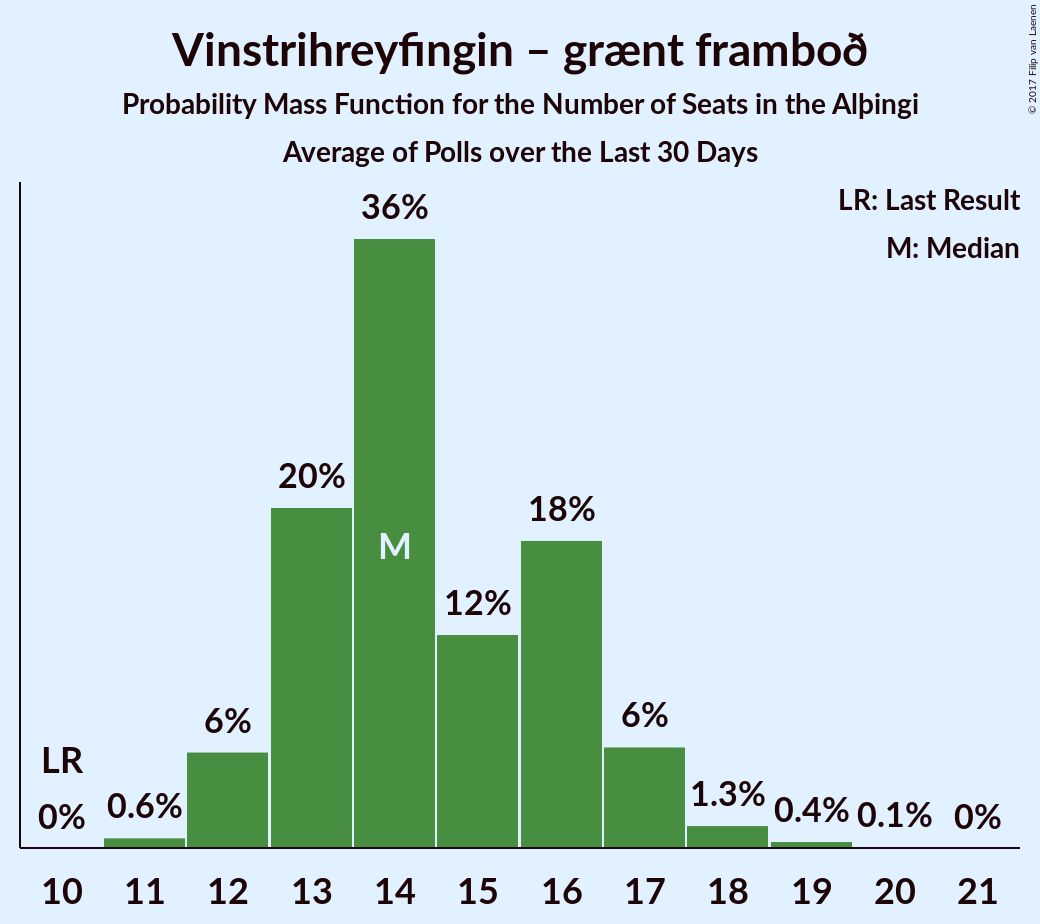 Vinstrihreyfingin – grænt framboð
Probability Mass Function for the Number of Seats in the Alþingi
Average of Polls over the Last 30 Days
© 2017 Filip van Laenen
LR: Last Result
M: Median
36%
20%
18%
M
12%
6%
6%
LR
0%
0.6%
1.3%
0.4%
0.1%
0%
10 11 12 13 14 15 16 17 18 19 20 21